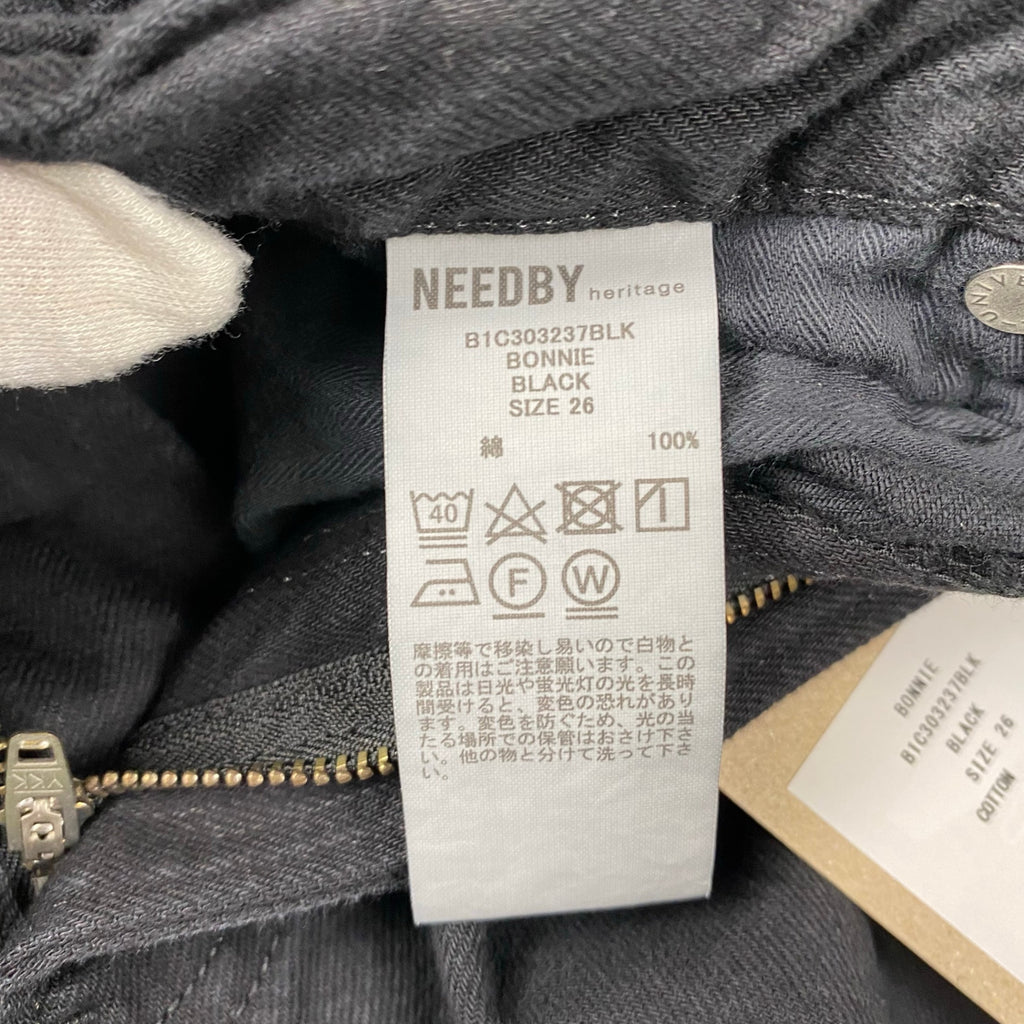 NEEDBY heritage
B1C303237BLK
BONNIE
BLACK
SIZE 26
綿 100%
40
F W
摩擦等で移染し易いので白物と
の着用はご注意願います。この
製品は日光や蛍光灯の光を長時
間受けると、変色の恐れがあり
ます。変色を防ぐため、光の当
たる場所での保管はおさけ下さ
い。他の物と分けて洗って下さ
い。
BONNIE
B1C303237BLK
BLACK
SIZE 26
COTTON
UNIVE